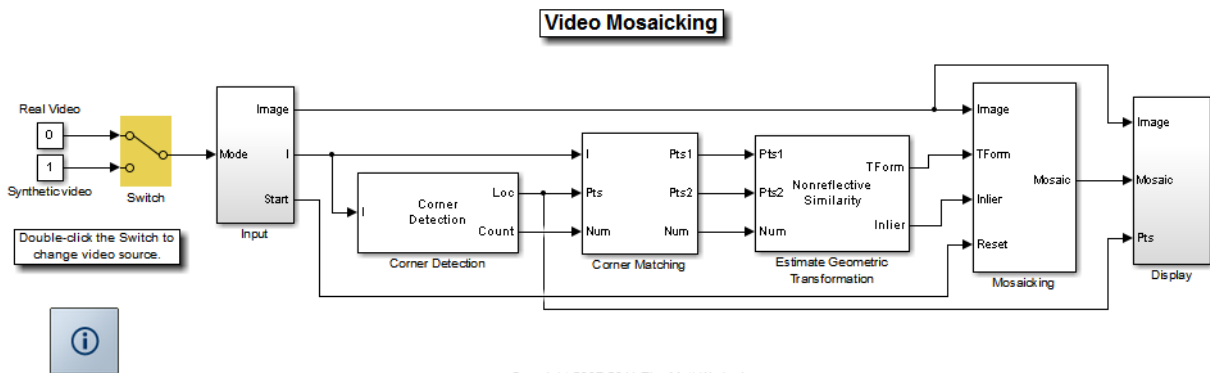 Video Mosaicking
Real Video
0
1
Synthetic video
Switch
Double-click the Switch to
change video source.
Mode
Image
I
Start
Input
I
Corner
Detection
Loc
Count
Corner Detection
I
Pts
Num
Pts1
Pts2
Num
Corner Matching
Pts1
Pts2
Num
Nonreflective
Similarity
TForm
Inlier
Estimate Geometric
Transformation
Image
TForm
Inlier
Reset
Mosaic
Mosaicking
Image
Mosaic
Pts
Display